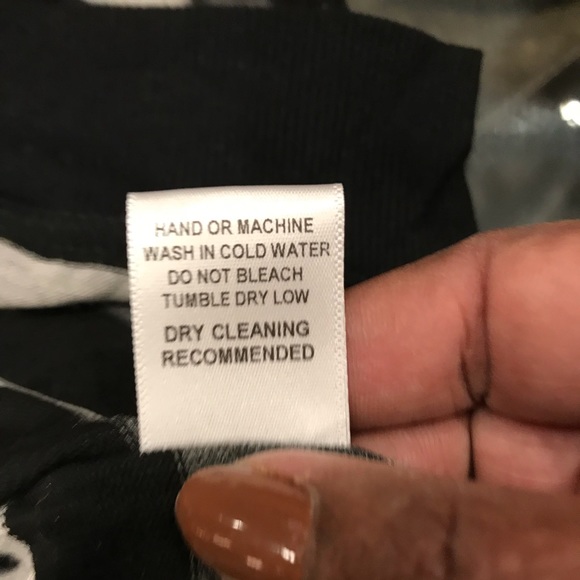 HAND OR MACHINE
WASH IN COLD WATER
DO NOT BLEACH
TUMBLE DRY LOW
DRY CLEANING
RECOMMENDED